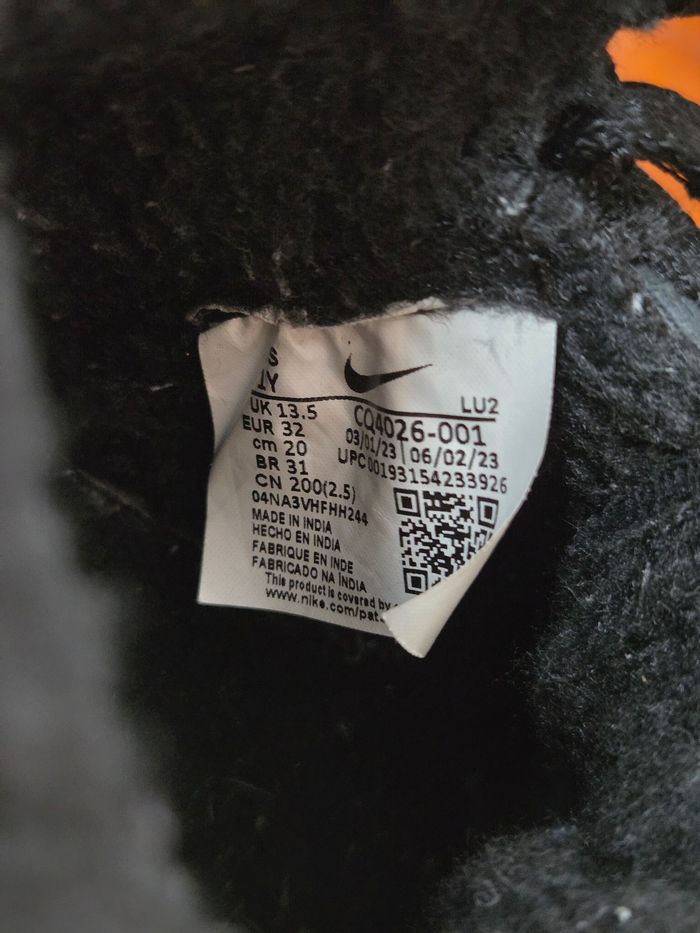 S
1Y
UK 13.5
EUR 32
cm 20
BR 31
CN 200(2.5)
04NA3VHFHH244
MADE IN INDIA
HECHO EN INDIA
FABRIQUE EN INDE
FABRICADO NA ÍNDIA
This product is covered by
www.nike.com/pat
LU2
CQ4026-001
03/01/23 | 06/02/23
UPC00193154233926